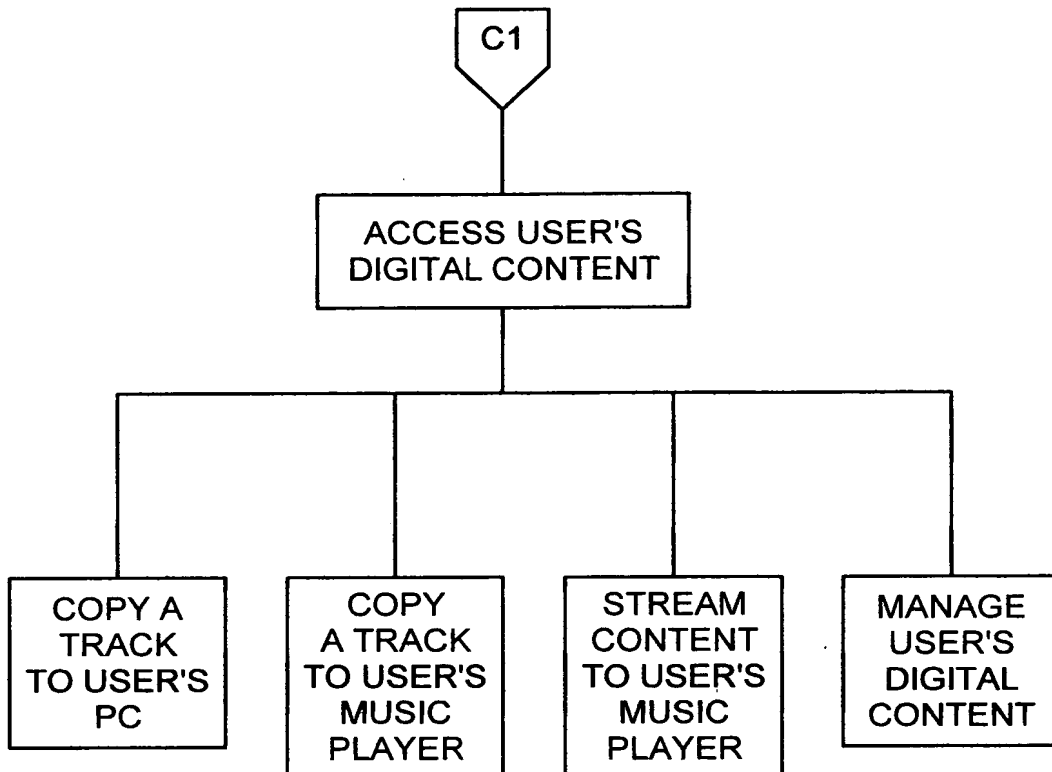 C1
ACCESS USER'S
DIGITAL CONTENT
COPY A
TRACK
TO USER'S
PC
COPY
A TRACK
TO USER'S
MUSIC
PLAYER
STREAM
CONTENT
TO USER'S
MUSIC
PLAYER
MANAGE
USER'S
DIGITAL
CONTENT